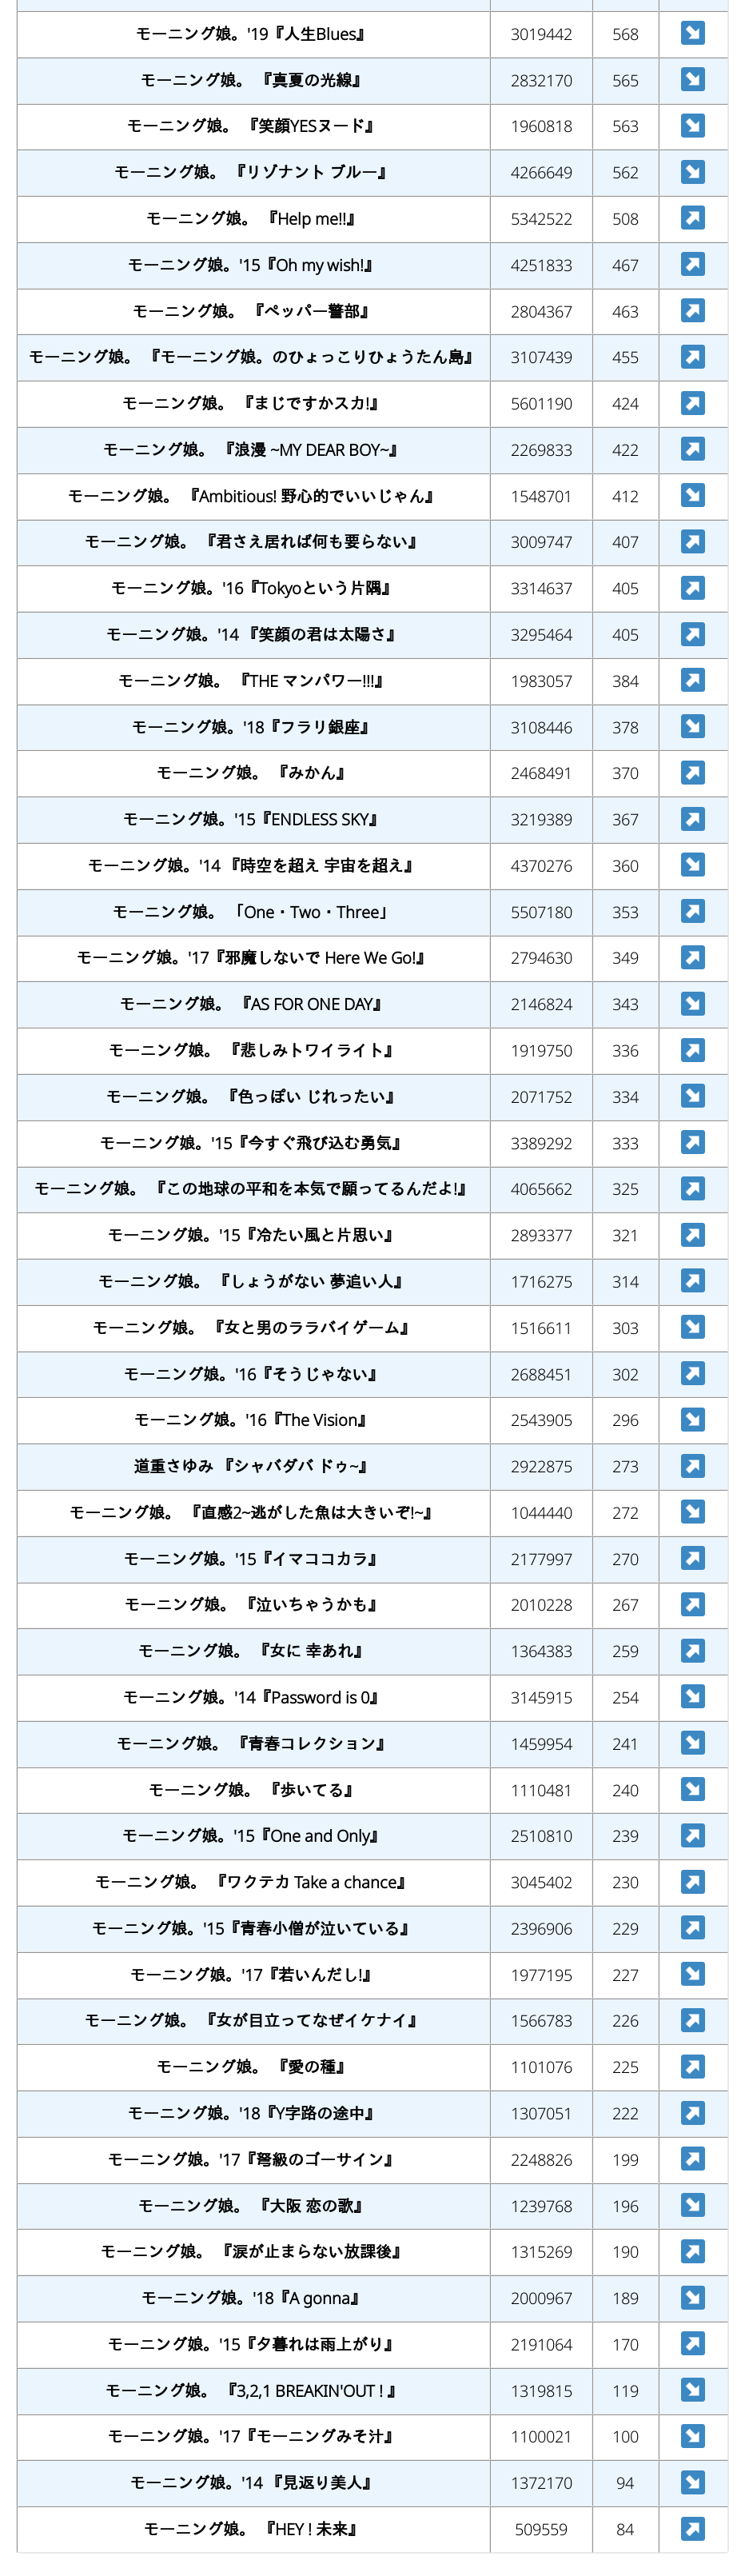 モーニング娘。'19『人生Blues』 3019442 568
モーニング娘。 『真夏の光線』 2832170 565
モーニング娘。 『笑顔YESヌード』 1960818 563
モーニング娘。 『リゾナント ブルー』 4266649 562
モーニング娘。 『Help me!!』 5342522 508
モーニング娘。'15『Oh my wish!』 4251833 467
モーニング娘。 『ペッパー警部』 2804367 463
モーニング娘。 『モーニング娘。のひょっこりひょうたん島』 3107439 455
モーニング娘。 『まじですかスカ!』 5601190 424
モーニング娘。 『浪漫 ~MY DEAR BOY~』 2269833 422
モーニング娘。 『Ambitious! 野心的でいいじゃん』 1548701 412
モーニング娘。 『君さえ居れば何も要らない』 3009747 407
モーニング娘。'16『Tokyoという片隅』 3314637 405
モーニング娘。'14 『笑顔の君は太陽さ』 3295464 405
モーニング娘。 『THE マンパワー!!!』 1983057 384
モーニング娘。'18『フラリ銀座』 3108446 378
モーニング娘。 『みかん』 2468491 370
モーニング娘。'15『ENDLESS SKY』 3219389 367
モーニング娘。'14 『時空を超え 宇宙を超え』 4370276 360
モーニング娘。 「One・Two・Three」 5507180 353
モーニング娘。'17『邪魔しないで Here We Go!』 2794630 349
モーニング娘。 『AS FOR ONE DAY』 2146824 343
モーニング娘。 『悲しみトワイライト』 1919750 336
モーニング娘。 『色っぽい じれったい』 2071752 334
モーニング娘。'15『今すぐ飛び込む勇気』 3389292 333
モーニング娘。 『この地球の平和を本気で願ってるんだよ!』 4065662 325
モーニング娘。'15『冷たい風と片思い』 2893377 321
モーニング娘。 『しょうがない 夢追い人』 1716275 314
モーニング娘。 『女と男のララバイゲーム』 1516611 303
モーニング娘。'16『そうじゃない』 2688451 302
モーニング娘。'16『The Vision』 2543905 296
道重さゆみ 『シャバダバ ドゥ~』 2922875 273
モーニング娘。 『直感2~逃がした魚は大きいぞ!~』 1044440 272
モーニング娘。'15『イマココカラ』 2177997 270
モーニング娘。 『泣いちゃうかも』 2010228 267
モーニング娘。 『女に 幸あれ』 1364383 259
モーニング娘。'14『Password is 0』 3145915 254
モーニング娘。 『青春コレクション』 1459954 241
モーニング娘。 『歩いてる』 1110481 240
モーニング娘。'15『One and Only』 2510810 239
モーニング娘。 『ワクテカ Take a chance』 3045402 230
モーニング娘。'15『青春小僧が泣いている』 2396906 229
モーニング娘。'17『若いんだし!』 1977195 227
モーニング娘。 『女が目立ってなぜイケナイ』 1566783 226
モーニング娘。 『愛の種』 1101076 225
モーニング娘。'18『Y字路の途中』 1307051 222
モーニング娘。'17『弩級のゴーサイン』 2248826 199
モーニング娘。 『大阪 恋の歌』 1239768 196
モーニング娘。 『涙が止まらない放課後』 1315269 190
モーニング娘。'18『A gonna』 2000967 189
モーニング娘。'15『夕暮れは雨上がり』 2191064 170
モーニング娘。 『3,2,1 BREAKIN'OUT ! 』 1319815 119
モーニング娘。'17『モーニングみそ汁』 1100021 100
モーニング娘。'14 『見返り美人』 1372170 94
モーニング娘。 『HEY ! 未来』 509559 84